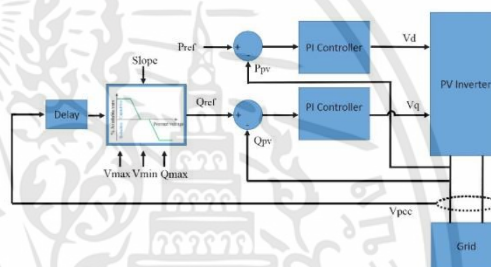 Slope
Pref
+
-
PI Controller
Vd
PV Inverter
Ppv
Delay
Qref
+
-
PI Controller
Vq
Qpv
Vmax Vmin Qmax
Vpcc
Grid